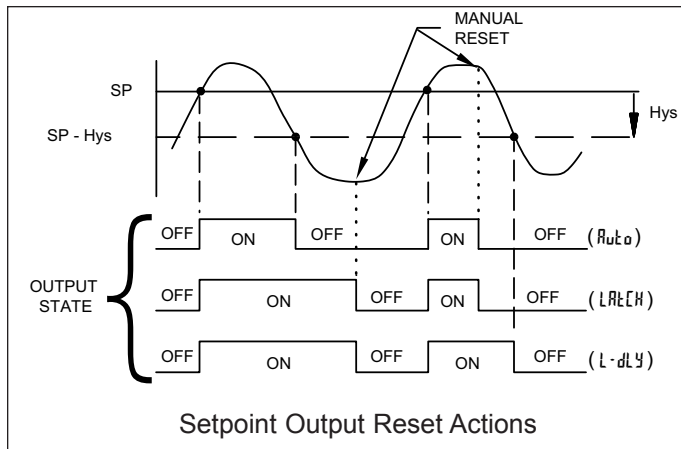 MANUAL
RESET
SP
Hys
SP - Hys
OUTPUT
STATE
OFF ON OFF ON OFF (Auto)
OFF ON OFF ON OFF (LAtCH)
OFF ON OFF ON OFF (L-dLY)
Setpoint Output Reset Actions